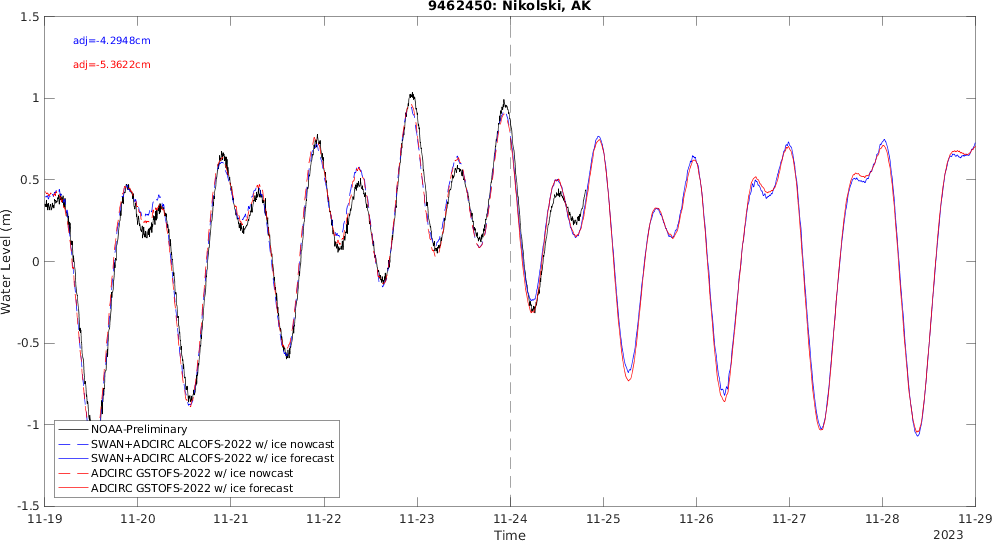 9462450: Nikolski, AK
1.5
adj=-4.2948cm
adj=-5.3622cm
1
0.5
0
-0.5
-1
-1.5
Water Level (m)
NOAA-Preliminary
SWAN+ADCIRC ALCOFS-2022 w/ ice nowcast
SWAN+ADCIRC ALCOFS-2022 w/ ice forecast
ADCIRC GSTOFS-2022 w/ ice nowcast
ADCIRC GSTOFS-2022 w/ ice forecast
11-19 11-20 11-21 11-22 11-23 11-24 11-25 11-26 11-27 11-28 11-29
Time
2023